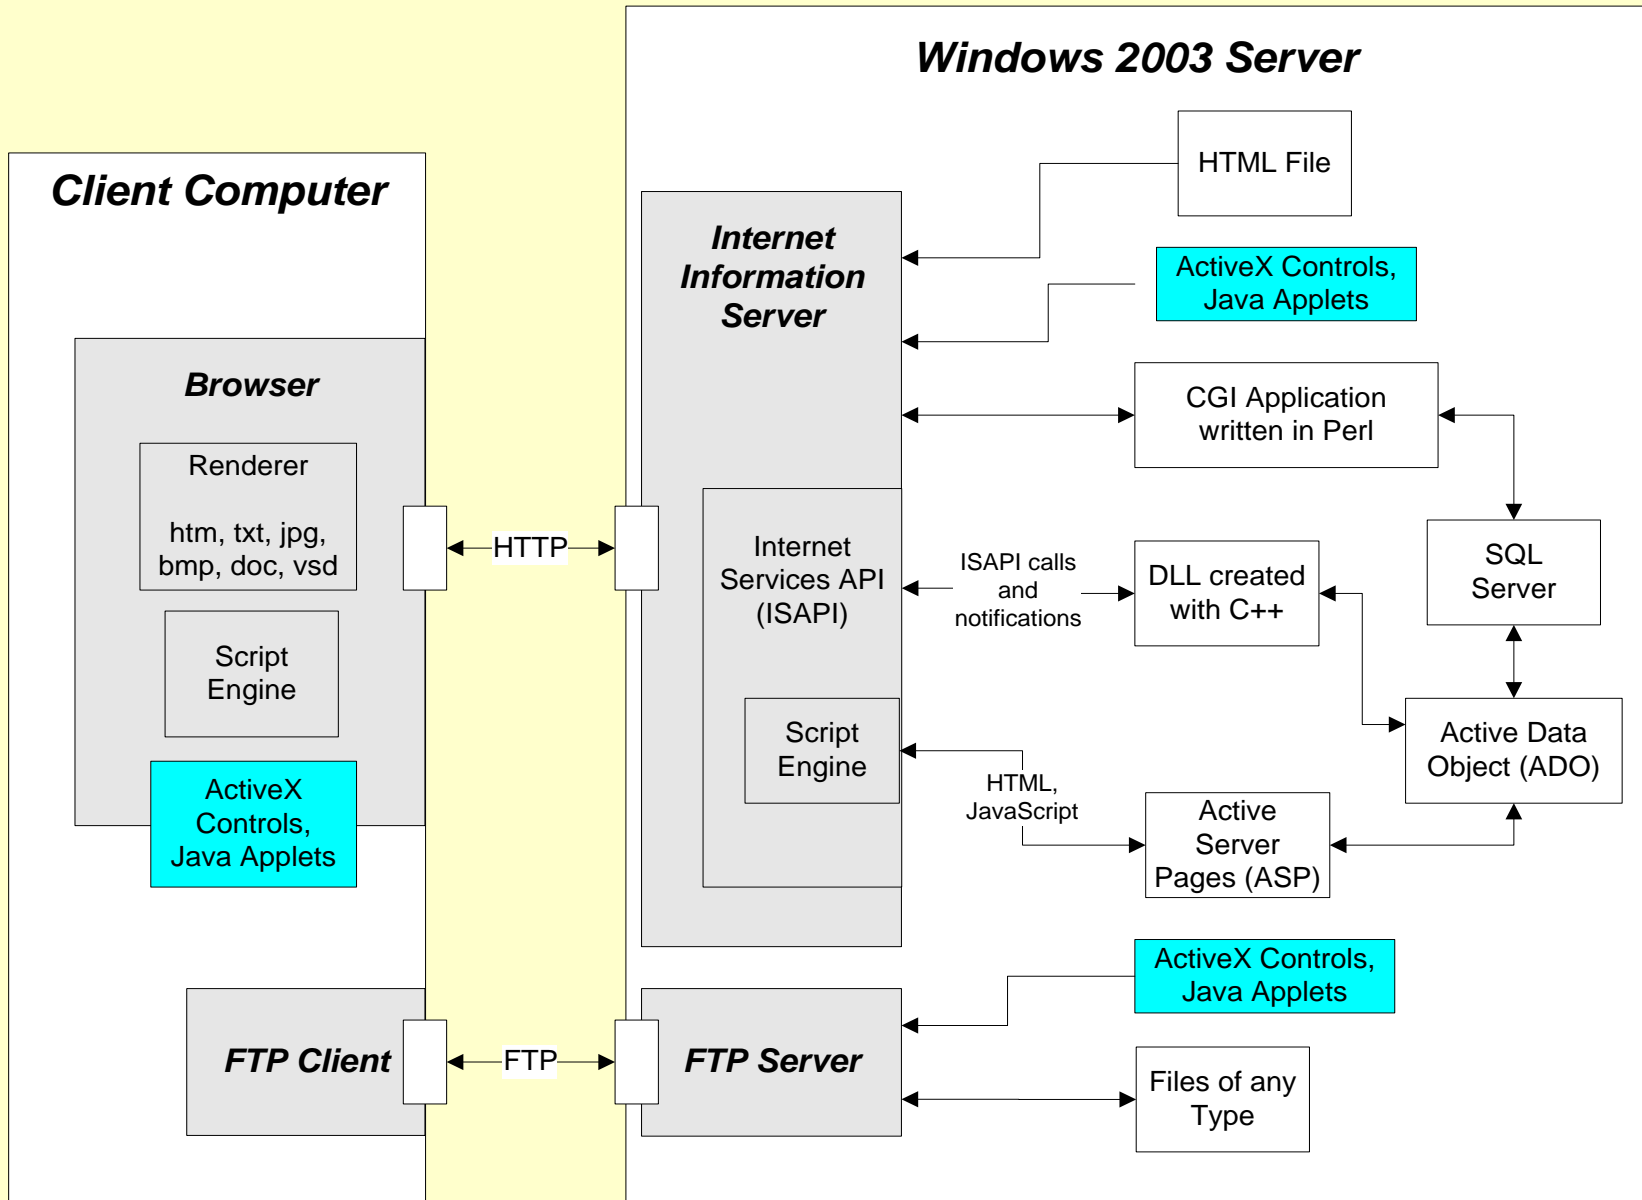 Windows 2003 Server
Client Computer
HTML File
Internet
Information
Server
ActiveX Controls,
Java Applets
Browser
CGI Application
written in Perl
Renderer
htm, txt, jpg,
bmp, doc, vsd
HTTP
Internet
Services API
(ISAPI)
ISAPI calls
and
notifications
DLL created
with C++
SQL
Server
Script
Engine
Script
Engine
HTML,
JavaScript
Active Data
Object (ADO)
ActiveX
Controls,
Java Applets
Active
Server
Pages (ASP)
ActiveX Controls,
Java Applets
FTP Client
FTP
FTP Server
Files of any
Type